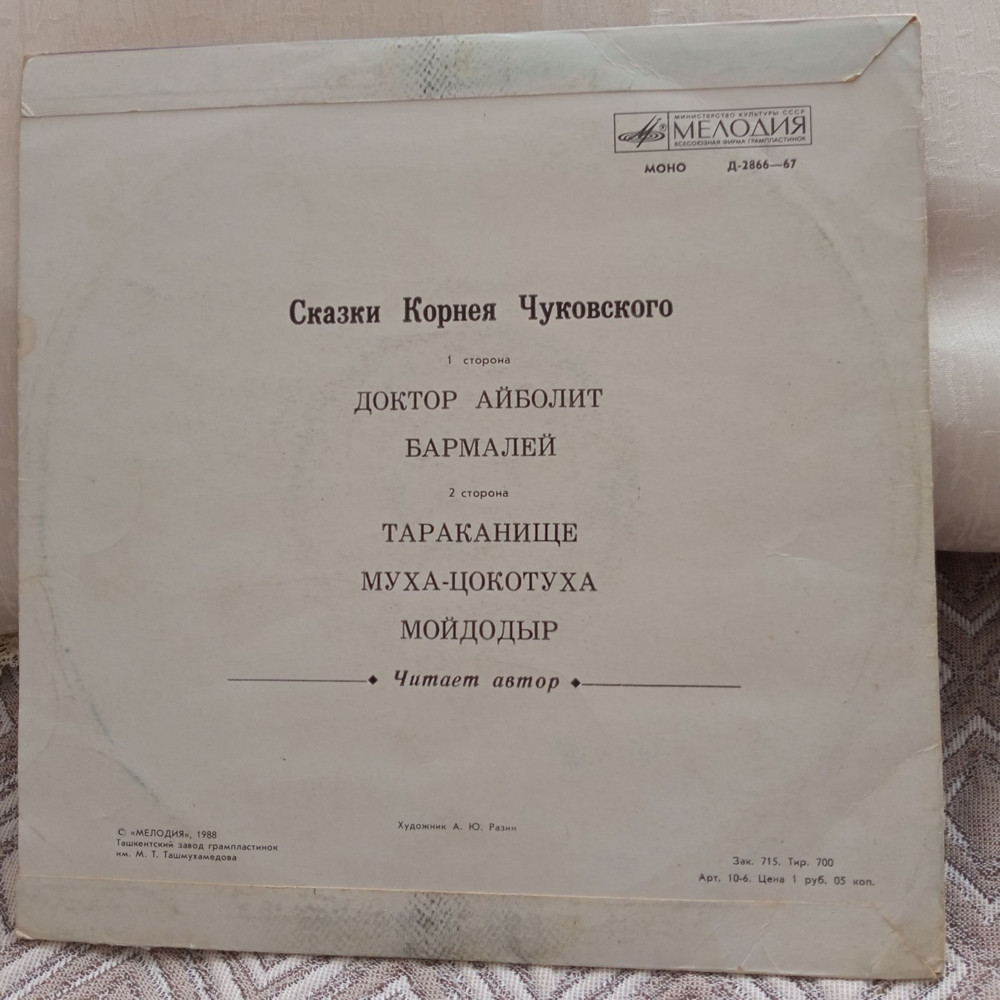 МИНИСТЕРСТВО КУЛЬТУРЫ СССР
МЕЛОДИЯ
ВСЕСОЮЗНАЯ ФИРМА ГРАМПЛАСТИНОК
МОНО Д-2866—67
Сказки Корнея Чуковского
1 сторона
ДОКТОР АЙБОЛИТ
БАРМАЛЕЙ
2 сторона
ТАРАКАНИЩЕ
МУХА-ЦОКОТУХА
МОЙДОДЫР
Читает автор
© «МЕЛОДИЯ», 1988
Ташкентский завод грампластинок
им. М. Т. Ташмухамедова
Художник А. Ю. Разин
Зак. 715. Тир. 700
Арт. 10-6. Цена 1 руб. 05 коп.